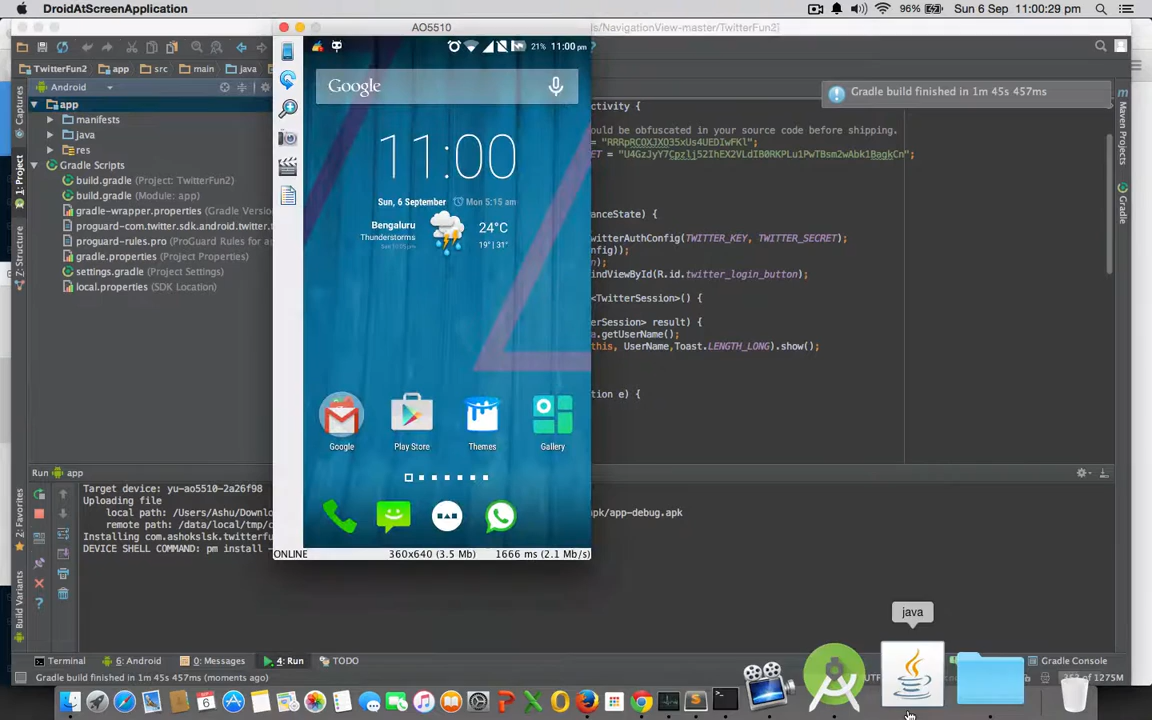 DroidAtScreenApplication 96% Sun 6 Sep 11:00:29 pm
AO5510
s/NavigationView-master/TwitterFun2]
TwitterFun2 app src main java
Android
app
manifests
java
res
Gradle Scripts
build.gradle (Project: TwitterFun2)
build.gradle (Module: app)
gradle-wrapper.properties (Gradle Vers
proguard-com.twitter.sdk.android.twitter.
proguard-rules.pro (ProGuard Rules for a
gradle.properties (Project Properties)
settings.gradle (Project Settings)
local.properties (SDK Location)
Captures
1: Project
Z: Structure
2: Favorites
Build Variants
21% 11:00 pm
Google
11:00
Sun, 6 September Mon 5:15 am
Bengaluru
Thunderstorms
24°C
19° | 31°
Google Play Store Themes Gallery
ONLINE 360x640 (3.5 Mb) 1666 ms (2.1 Mb/s)
Gradle build finished in 1m 45s 457ms
ctivity {
ould be obfuscated in your source code before shipping.
anceState) {
witterAuthConfig(TWITTER_KEY, TWITTER_SECRET);
nfig));
n);
indViewById(R.id.twitter_login_button);
<TwitterSession>() {
erSession> result) {
a.getUserName();
this, UserName,Toast.LENGTH_LONG).show();
tion e) {
Maven Projects
Gradle
Run app
Target device: yu-ao5510-2a26f98
Uploading file
local path: /Users/Ashu/Downlo
pk/app-debug.apk
remote path: /data/local/tmp/c
Installing com.ashokslsk.twitterfu
DEVICE SHELL COMMAND: pm install -
java
Terminal 6: Android 0: Messages 4: Run TODO
Gradle Console
Gradle build finished in 1m 45s 457ms (moments ago)
of 1275M